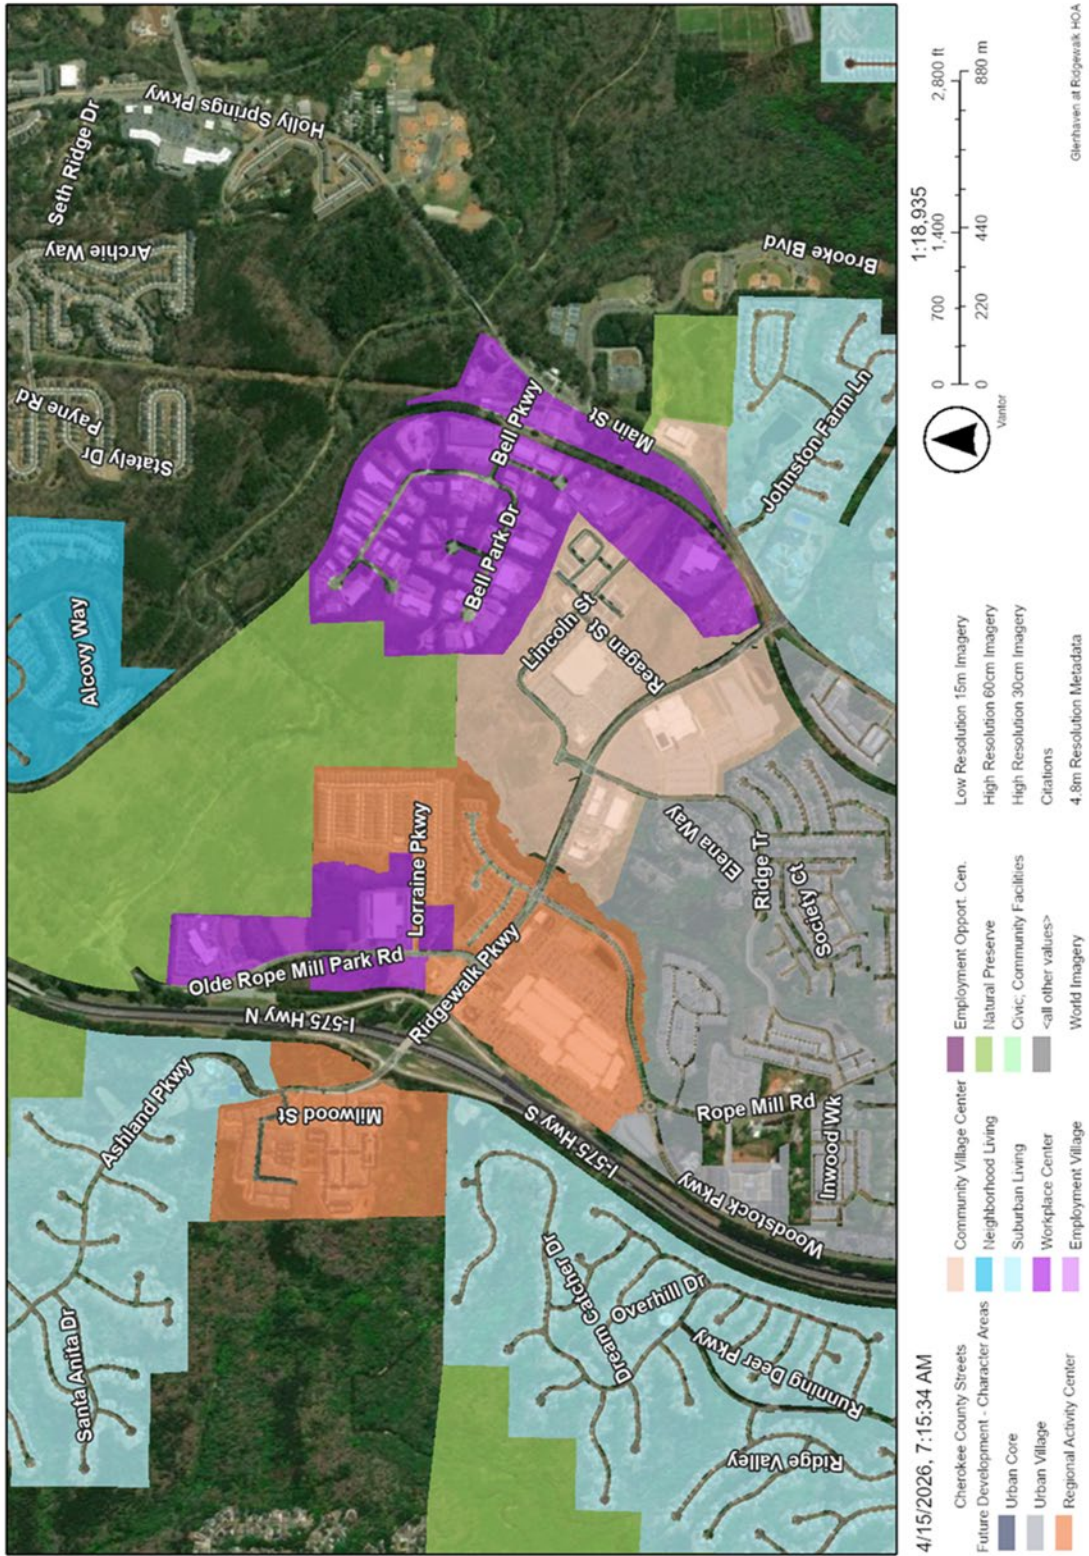 Seth Ridge Dr
Holly Springs Pkwy
Archie Way
Payne Rd
Stately Dr
Alcovy Way
Brooke Blvd
Bell Pkwy
Main St
Bell Park Dr
Johnston Farm Ln
Lincoln St
Reagan St
Lorraine Pkwy
Olde Rope Mill Park Rd
Ridgewalk Pkwy
Elena Way
Ridge Tr
Society Ct
I-575 Hwy N
Ashland Pkwy
Milwood St
I-575 Hwy S
Rope Mill Rd
Inwood Wk
Woodstock Pkwy
Santa Anita Dr
Dream Catcher Dr
Overhill Dr
Running Deer Pkwy
Ridge Valley
4/15/2026, 7:15:34 AM
Cherokee County Streets
Future Development - Character Areas
Urban Core
Urban Village
Regional Activity Center
Community Village Center
Neighborhood Living
Suburban Living
Workplace Center
Employment Village
Employment Opport. Cen.
Natural Preserve
Civic, Community Facilities
<all other values>
World Imagery
Low Resolution 15m Imagery
High Resolution 60cm Imagery
High Resolution 30cm Imagery
Citations
4.8m Resolution Metadata
1:18,935
0 700 1,400 2,800 ft
0 220 440 880 m
Vantor
Glenhaven at Ridgewalk HOA